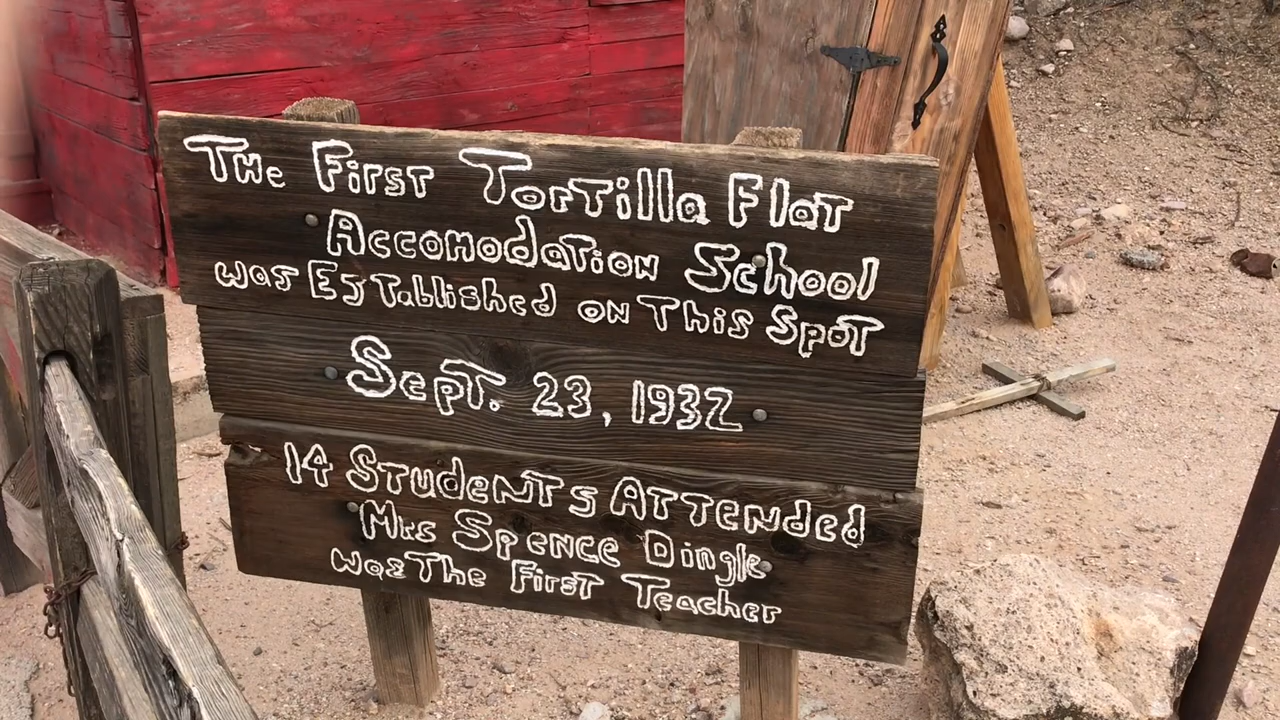 The First Tortilla Flat
Accomodation School
was Established on This Spot
Sept. 23, 1932
14 Students Attended
Mrs Spence Dingle
was The First Teacher